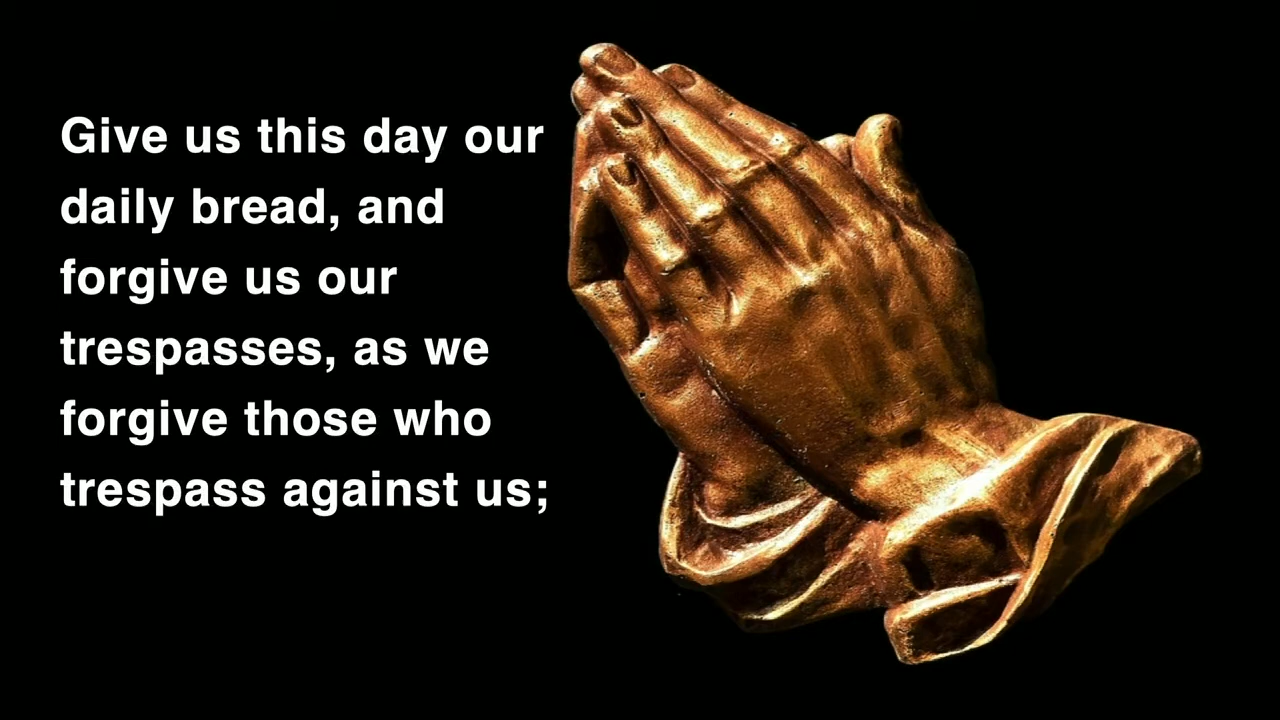 Give us this day our
daily bread, and
forgive us our
trespasses, as we
forgive those who
trespass against us;